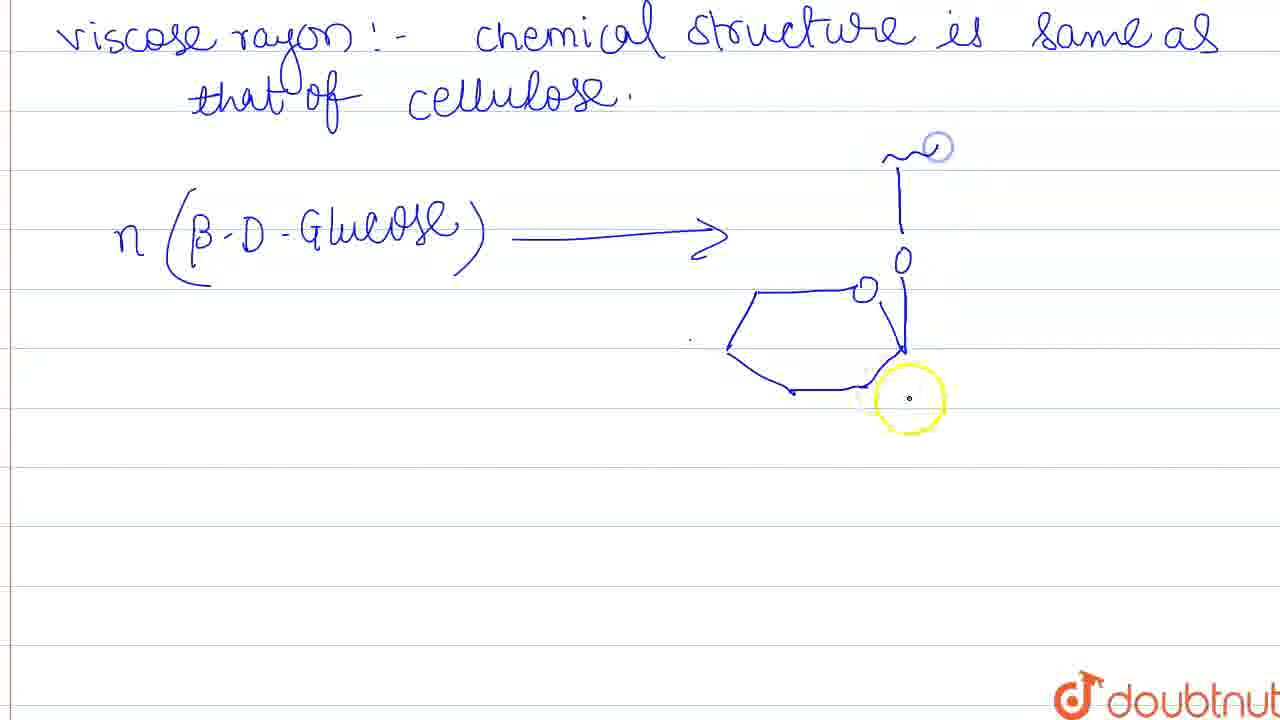 viscose rayon :- chemical structure is same as
that of cellulose.
n (β-D-Glucose)
O
O
doubtnut